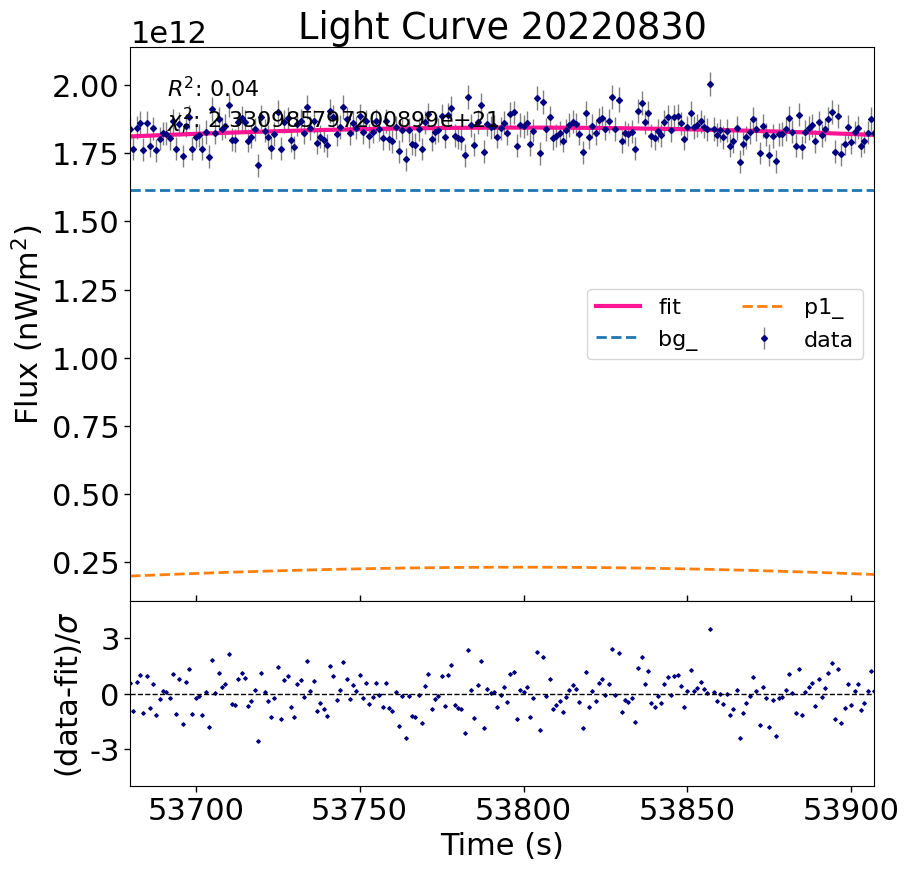 Light Curve 20220830
1e12
R²: 0.04
χ²: 2.330985797200899e+21
Flux (nW/m²)
2.00
1.75
1.50
1.25
1.00
0.75
0.50
0.25
fit
bg_
p1_
data
(data-fit)/σ
3
0
-3
53700
53750
53800
53850
53900
Time (s)